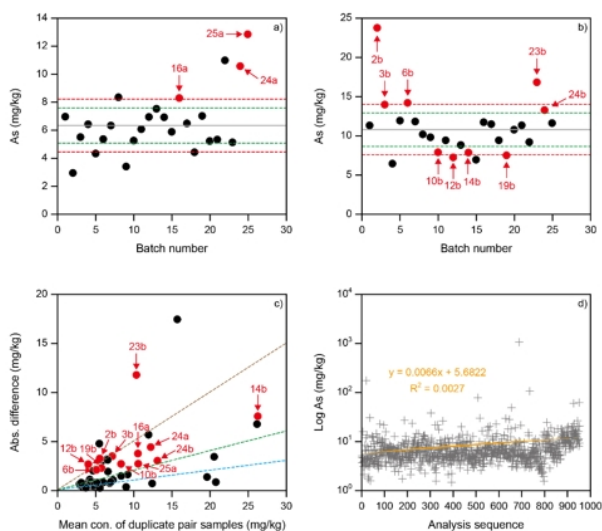 a)
14
12
10
8
6
4
2
0
As (mg/kg)
25a
24a
16a
0 5 10 15 20 25 30
Batch number
b)
25
20
15
10
5
0
As (mg/kg)
2b
3b
6b
23b
24b
10b
12b
14b
19b
0 5 10 15 20 25 30
Batch number
c)
20
15
10
5
0
Abs. difference (mg/kg)
23b
14b
2b
3b
16a
24a
12b
19b
24b
6b
10b
25a
0 5 10 15 20 25 30
Mean con. of duplicate pair samples (mg/kg)
d)
10⁴
10³
10²
10¹
10⁰
10⁻¹
Log As (mg/kg)
y = 0.0066x + 5.6822
R² = 0.0027
0 100 200 300 400 500 600 700 800 900 1000
Analysis sequence